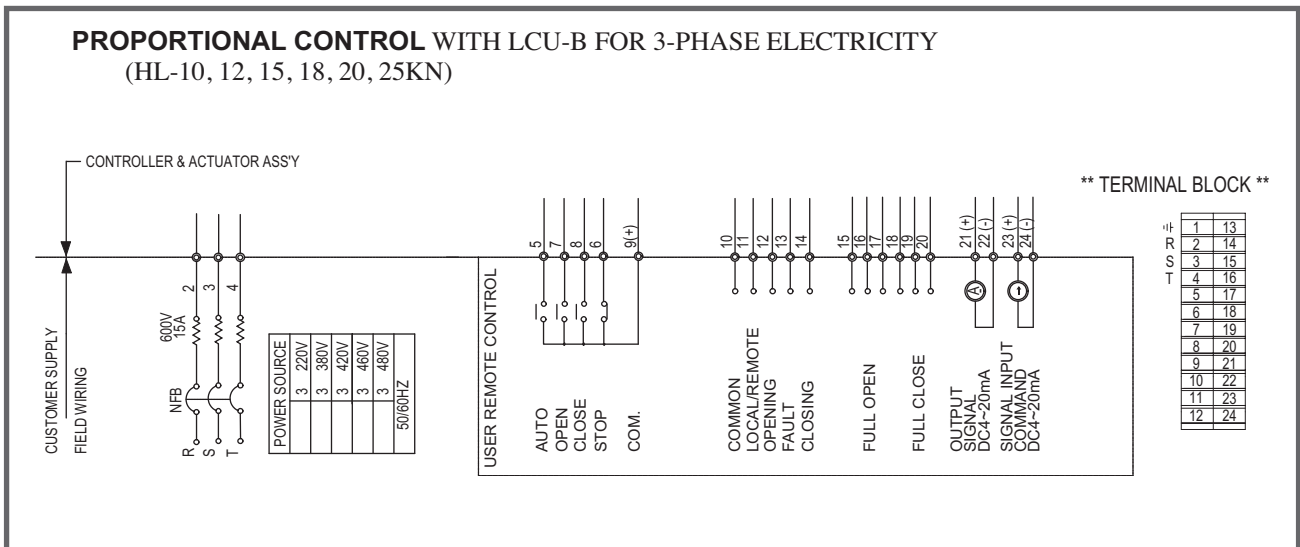 PROPORTIONAL CONTROL WITH LCU-B FOR 3-PHASE ELECTRICITY
(HL-10, 12, 15, 18, 20, 25KN)
CONTROLLER & ACTUATOR ASS'Y
CUSTOMER SUPPLY
FIELD WIRING
2
3
4
600V
15A
NFB
R
S
T
POWER SOURCE
3 220V
3 380V
3 420V
3 460V
3 480V
50/60HZ
USER REMOTE CONTROL
5
7
8
6
9(+)
AUTO
OPEN
CLOSE
STOP
COM.
10
11
12
13
14
COMMON
LOCAL/REMOTE
OPENING
FAULT
CLOSING
15
16
17
18
19
20
FULL OPEN
FULL CLOSE
21 (+)
22 (-)
23 (+)
24 (-)
A
OUTPUT
SIGNAL
DC4~20mA
SIGNAL INPUT
COMMAND
DC4~20mA
** TERMINAL BLOCK **
1 13
R 2 14
S 3 15
T 4 16
5 17
6 18
7 19
8 20
9 21
10 22
11 23
12 24